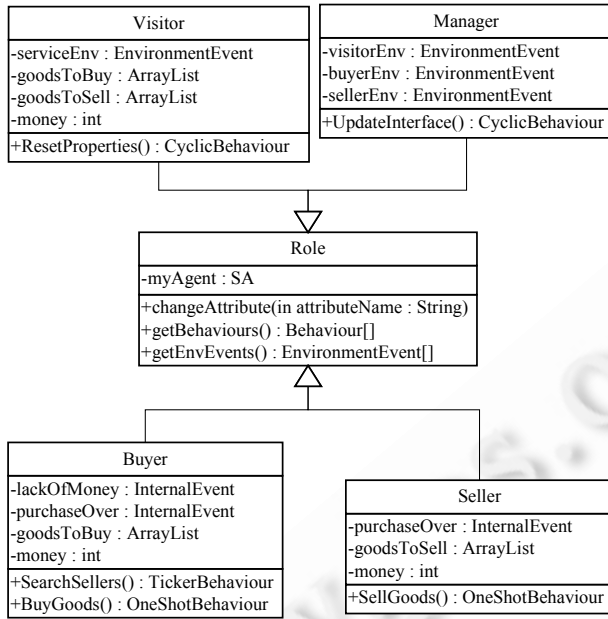 Visitor
-serviceEnv : EnvironmentEvent
-goodsToBuy : ArrayList
-goodsToSell : ArrayList
-money : int
+ResetProperties() : CyclicBehaviour
Manager
-visitorEnv : EnvironmentEvent
-buyerEnv : EnvironmentEvent
-sellerEnv : EnvironmentEvent
+UpdateInterface() : CyclicBehaviour
Role
-myAgent : SA
+changeAttribute(in attributeName : String)
+getBehaviours() : Behaviour[]
+getEnvEvents() : EnvironmentEvent[]
Buyer
-lackOfMoney : InternalEvent
-purchaseOver : InternalEvent
-goodsToBuy : ArrayList
-money : int
+SearchSellers() : TickerBehaviour
+BuyGoods() : OneShotBehaviour
Seller
-purchaseOver : InternalEvent
-goodsToSell : ArrayList
-money : int
+SellGoods() : OneShotBehaviour